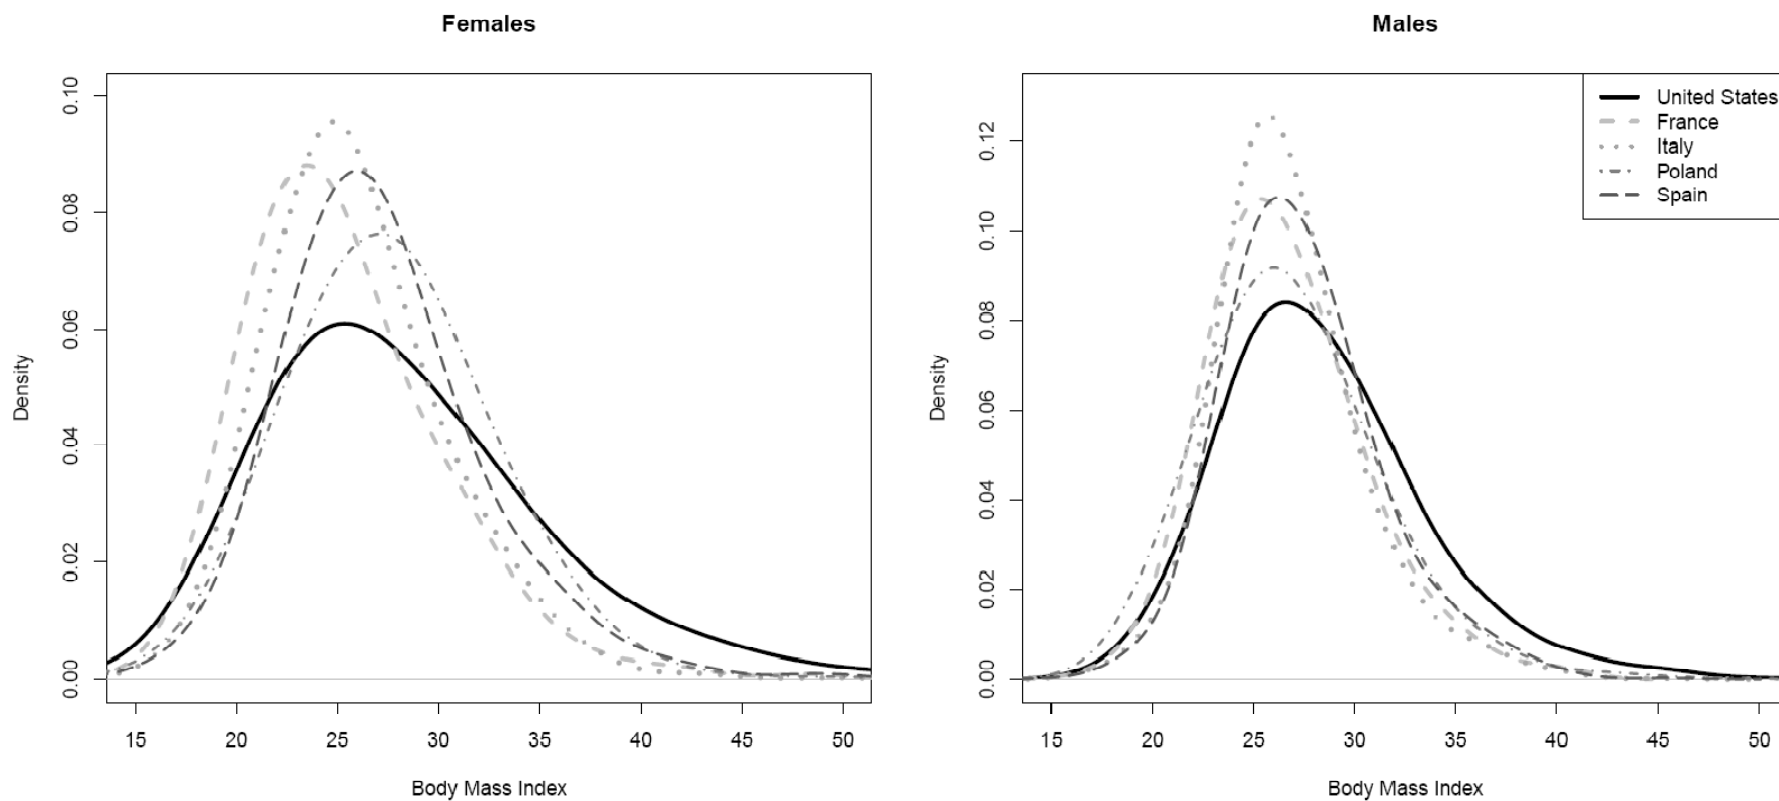 Females
0.10
0.08
0.06
0.04
0.02
0.00
Density
15 20 25 30 35 40 45 50
Body Mass Index
Males
United States
France
Italy
Poland
Spain
0.12
0.10
0.08
0.06
0.04
0.02
0.00
Density
15 20 25 30 35 40 45 50
Body Mass Index